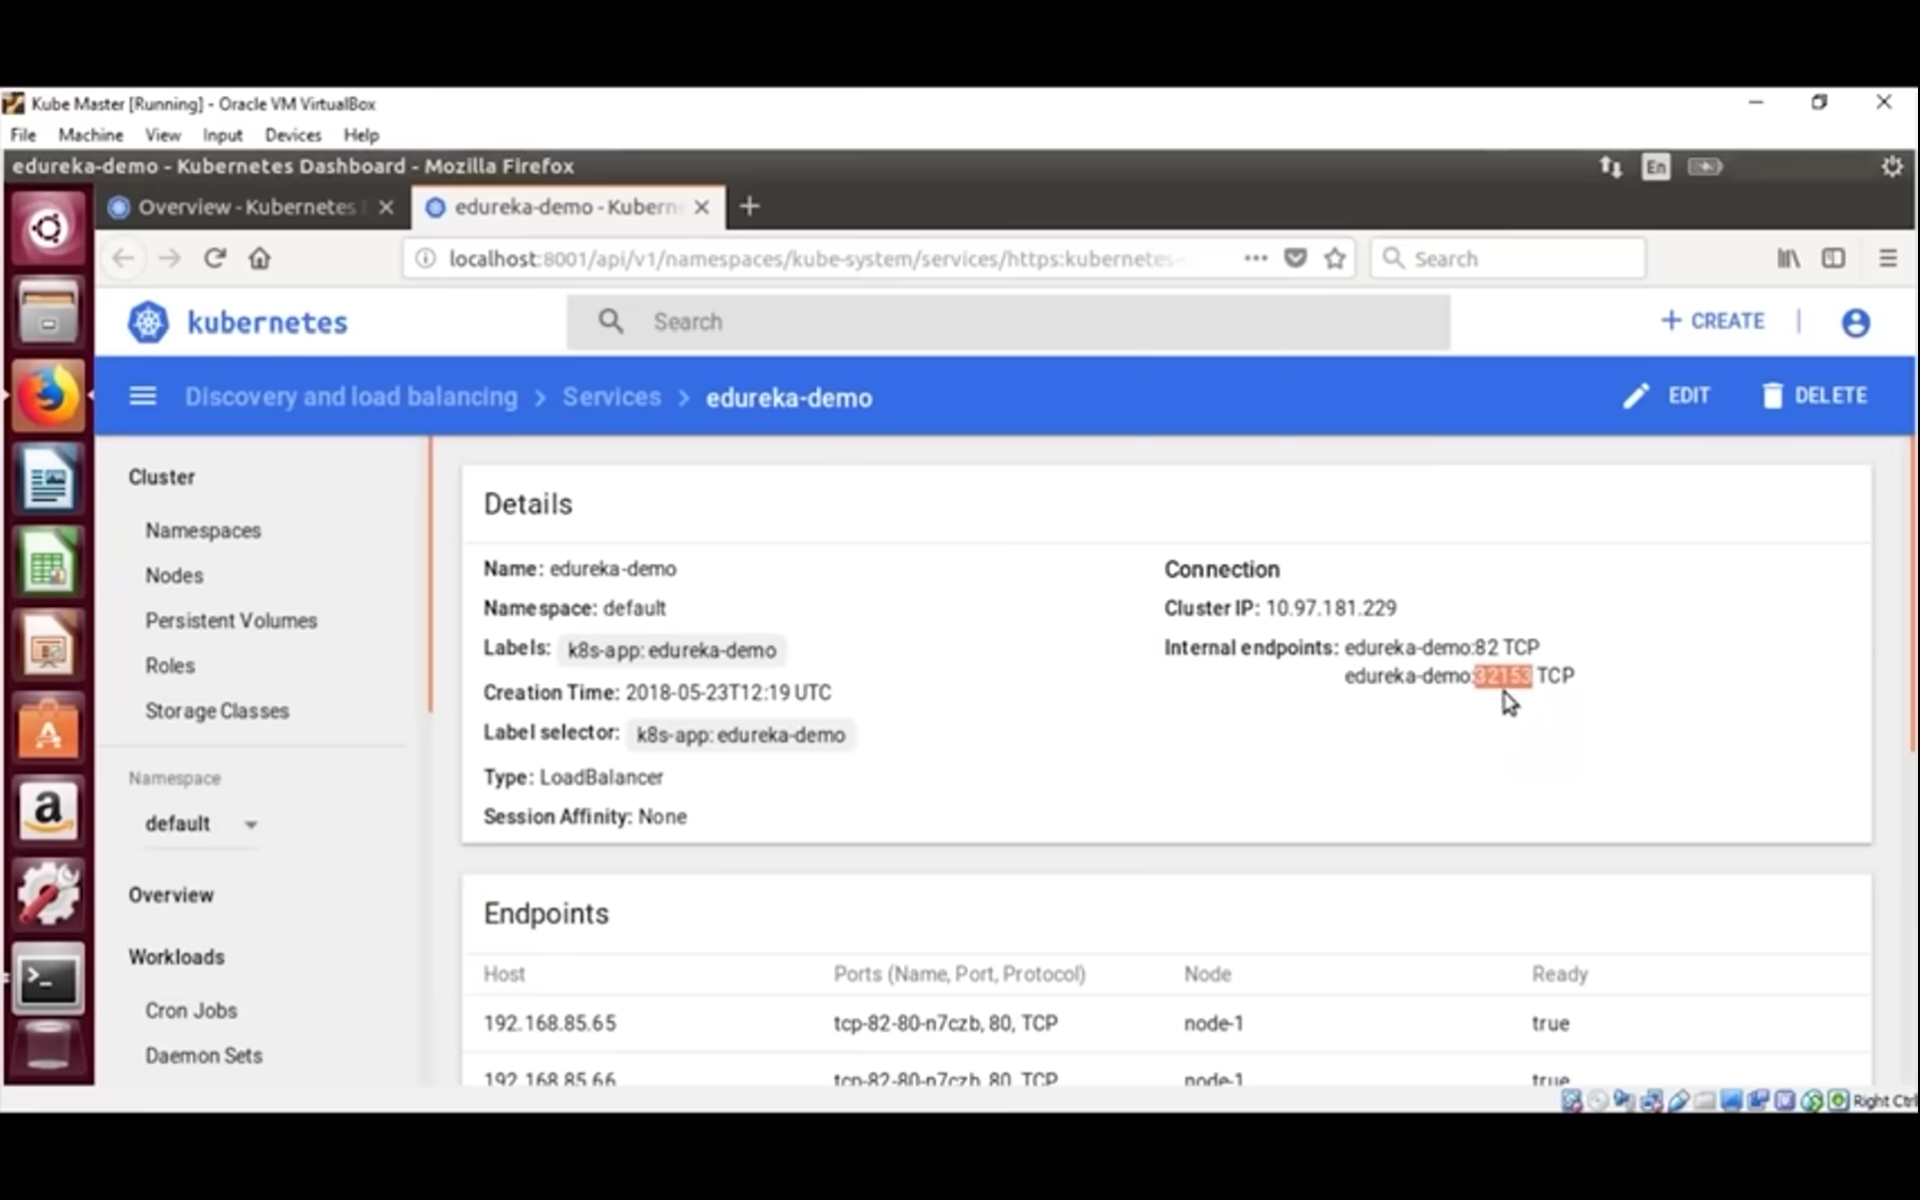 Kube Master [Running] - Oracle VM VirtualBox
File Machine View Input Devices Help
edureka-demo - Kubernetes Dashboard - Mozilla Firefox
En
Overview - Kubernetes
edureka-demo - Kubern
localhost:8001/api/v1/namespaces/kube-system/services/https:kubernetes-
Search
kubernetes
Search
+ CREATE
Discovery and load balancing > Services > edureka-demo
EDIT
DELETE
Cluster
Namespaces
Nodes
Persistent Volumes
Roles
Storage Classes
Namespace
default
Overview
Workloads
Cron Jobs
Daemon Sets
Details
Name: edureka-demo
Namespace: default
Labels: k8s-app: edureka-demo
Creation Time: 2018-05-23T12:19 UTC
Label selector: k8s-app: edureka-demo
Type: LoadBalancer
Session Affinity: None
Connection
Cluster IP: 10.97.181.229
Internal endpoints: edureka-demo:82 TCP
edureka-demo:32153 TCP
Endpoints
Host Ports (Name, Port, Protocol) Node Ready
192.168.85.65 tcp-82-80-n7czb, 80, TCP node-1 true
192.168.85.66 tcp-82-80-n7czb, 80, TCP node-1 true
Right Ctrl